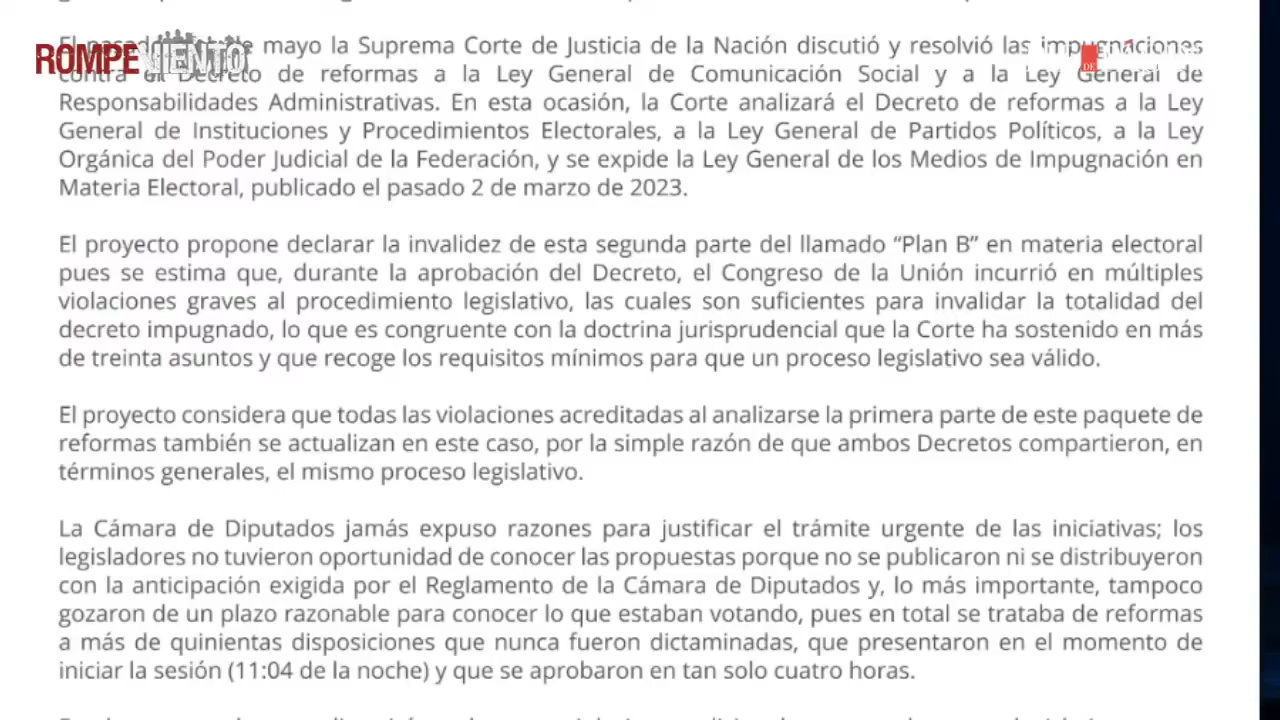 ROMPEVIENTO
El pasado de mayo la Suprema Corte de Justicia de la Nación discutió y resolvió las impugnaciones
contra el Decreto de reformas a la Ley General de Comunicación Social y a la Ley General de
Responsabilidades Administrativas. En esta ocasión, la Corte analizará el Decreto de reformas a la Ley
General de Instituciones y Procedimientos Electorales, a la Ley General de Partidos Políticos, a la Ley
Orgánica del Poder Judicial de la Federación, y se expide la Ley General de los Medios de Impugnación en
Materia Electoral, publicado el pasado 2 de marzo de 2023.
El proyecto propone declarar la invalidez de esta segunda parte del llamado “Plan B” en materia electoral
pues se estima que, durante la aprobación del Decreto, el Congreso de la Unión incurrió en múltiples
violaciones graves al procedimiento legislativo, las cuales son suficientes para invalidar la totalidad del
decreto impugnado, lo que es congruente con la doctrina jurisprudencial que la Corte ha sostenido en más
de treinta asuntos y que recoge los requisitos mínimos para que un proceso legislativo sea válido.
El proyecto considera que todas las violaciones acreditadas al analizarse la primera parte de este paquete de
reformas también se actualizan en este caso, por la simple razón de que ambos Decretos compartieron, en
términos generales, el mismo proceso legislativo.
La Cámara de Diputados jamás expuso razones para justificar el trámite urgente de las iniciativas; los
legisladores no tuvieron oportunidad de conocer las propuestas porque no se publicaron ni se distribuyeron
con la anticipación exigida por el Reglamento de la Cámara de Diputados y, lo más importante, tampoco
gozaron de un plazo razonable para conocer lo que estaban votando, pues en total se trataba de reformas
a más de quinientas disposiciones que nunca fueron dictaminadas, que presentaron en el momento de
iniciar la sesión (11:04 de la noche) y que se aprobaron en tan solo cuatro horas.